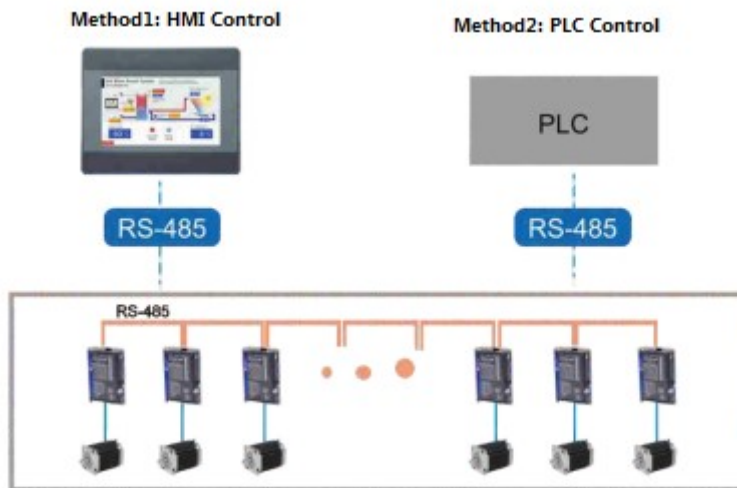 Method1: HMI Control
Method2: PLC Control
PLC
RS-485
RS-485
RS-485